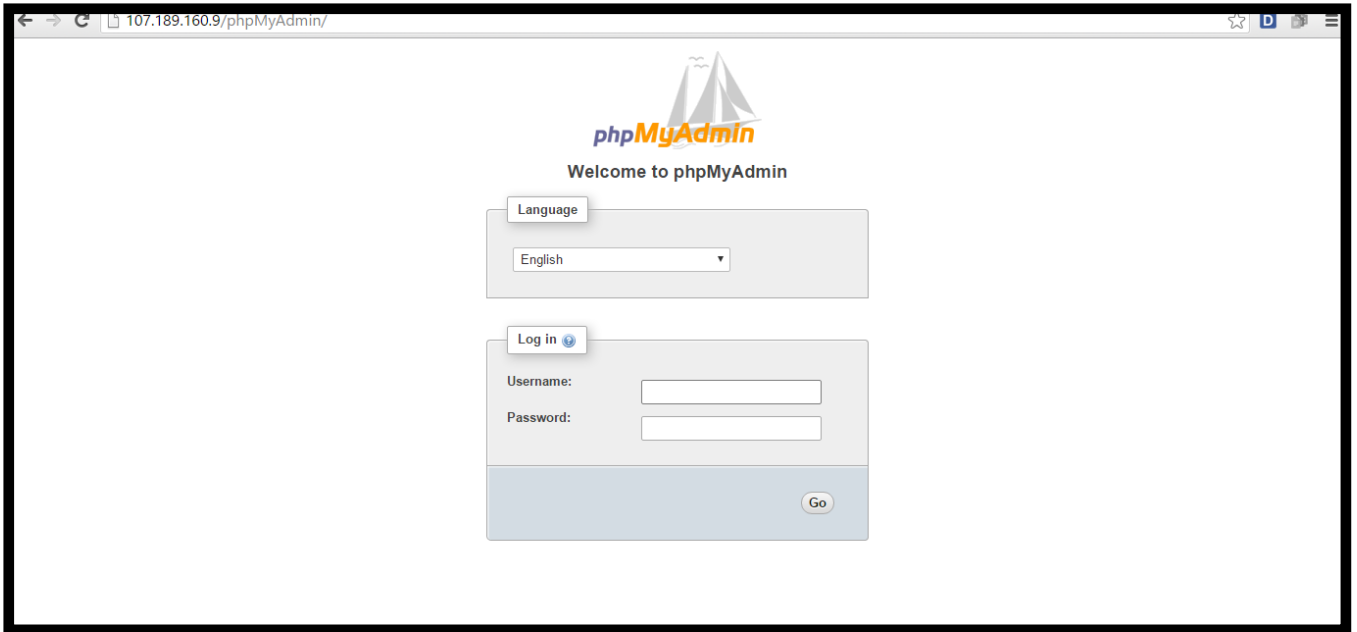 107.189.160.9/phpMyAdmin/
D
phpMyAdmin
Welcome to phpMyAdmin
Language
English
Log in
Username:
Password:
Go